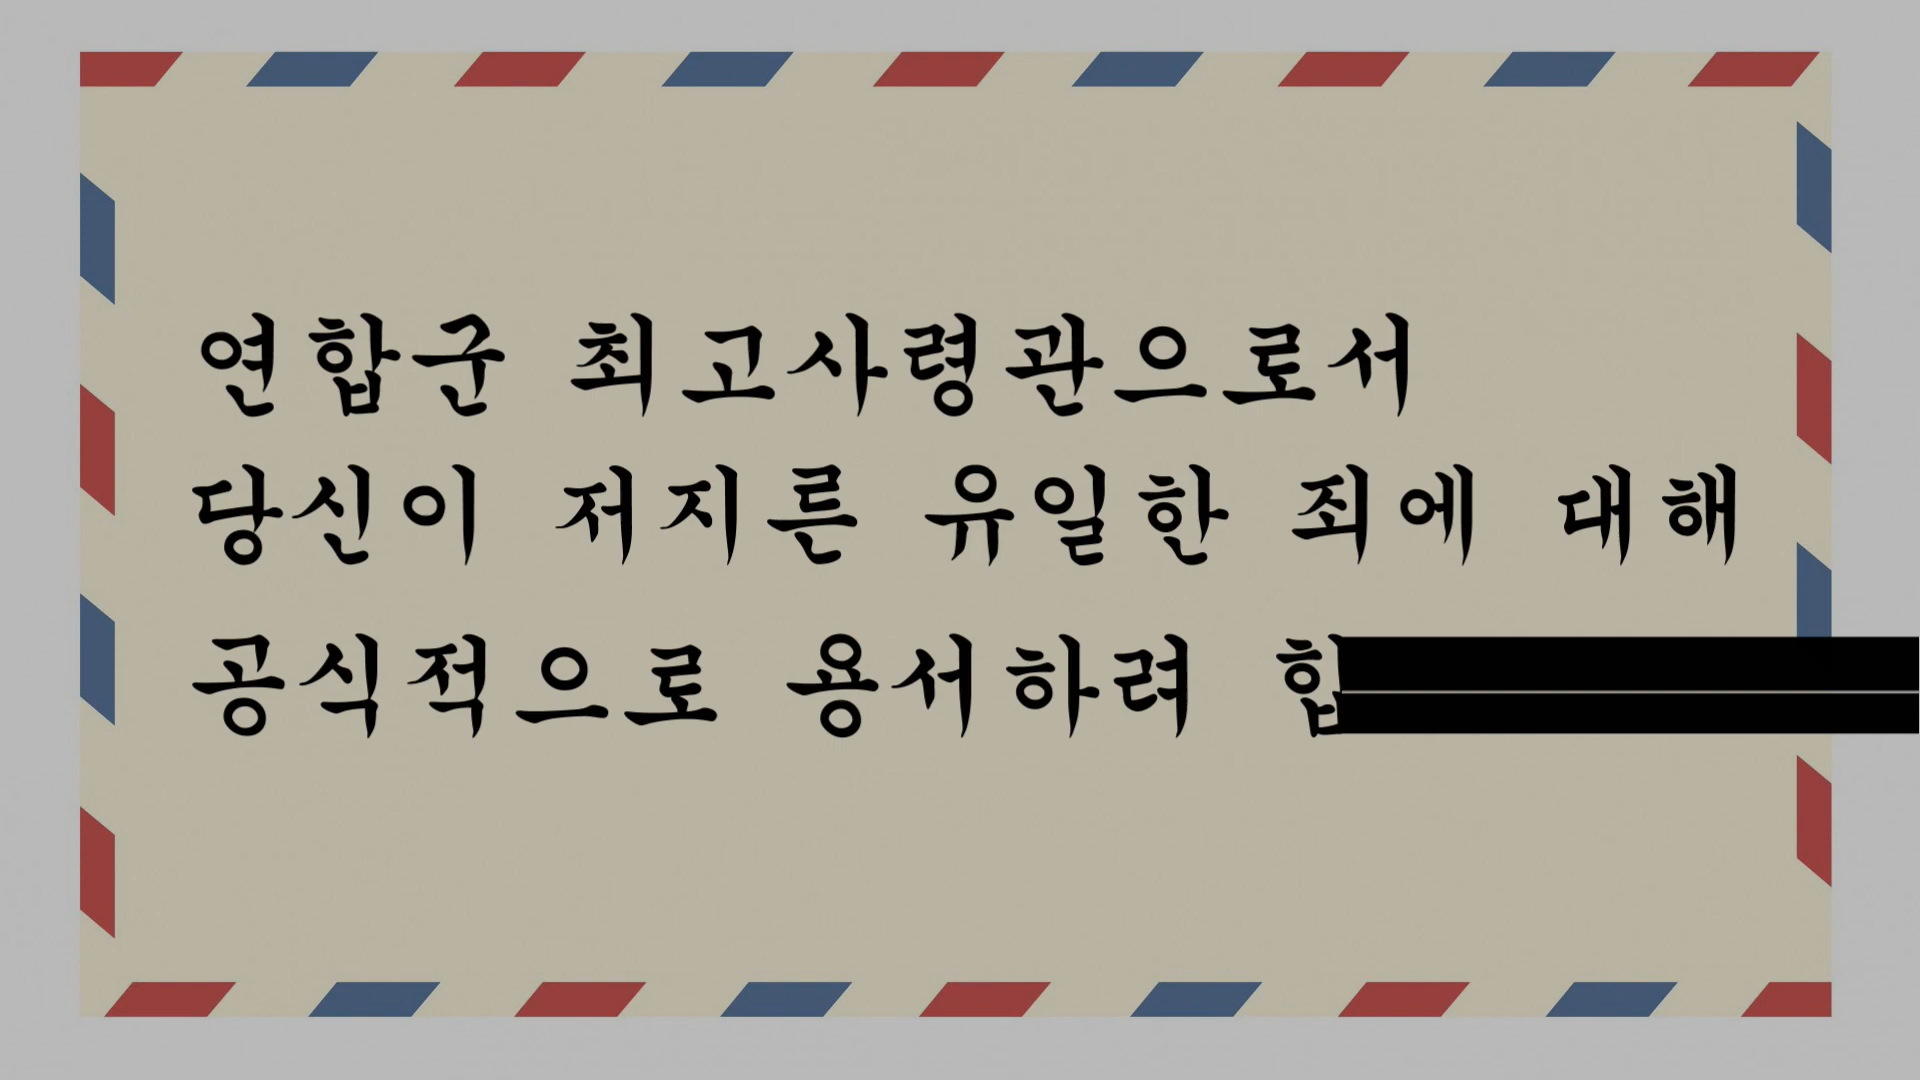 연합군 최고사령관으로서
당신이 저지른 유일한 죄에 대해
공식적으로 용서하려